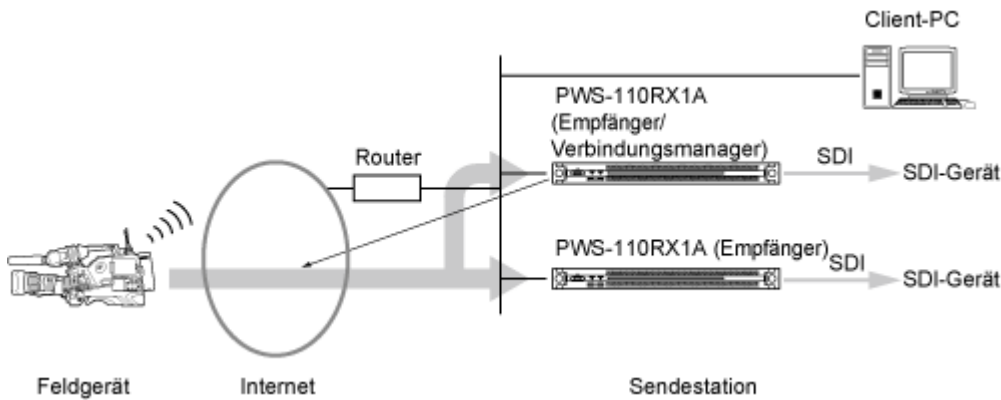 Client-PC
PWS-110RX1A
(Empfänger/
Verbindungsmanager)
Router
SDI
SDI-Gerät
PWS-110RX1A (Empfänger)
SDI
SDI-Gerät
Feldgerät
Internet
Sendestation